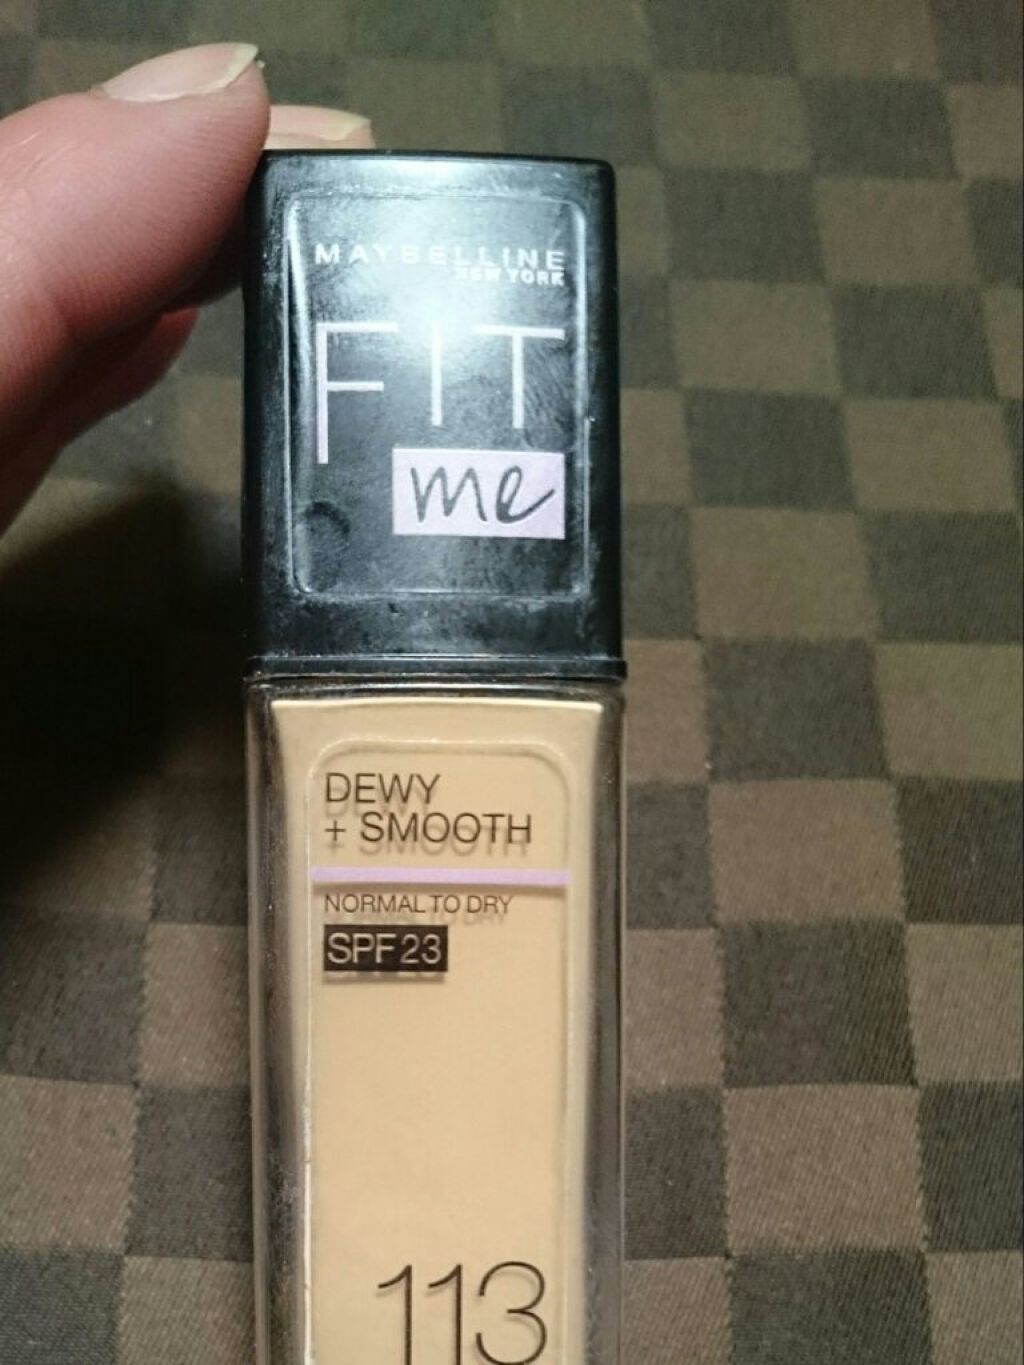 MAYBELLINE
NEW YORK
FIT
me
DEWY
+ SMOOTH
NORMAL TO DRY
SPF 23
113